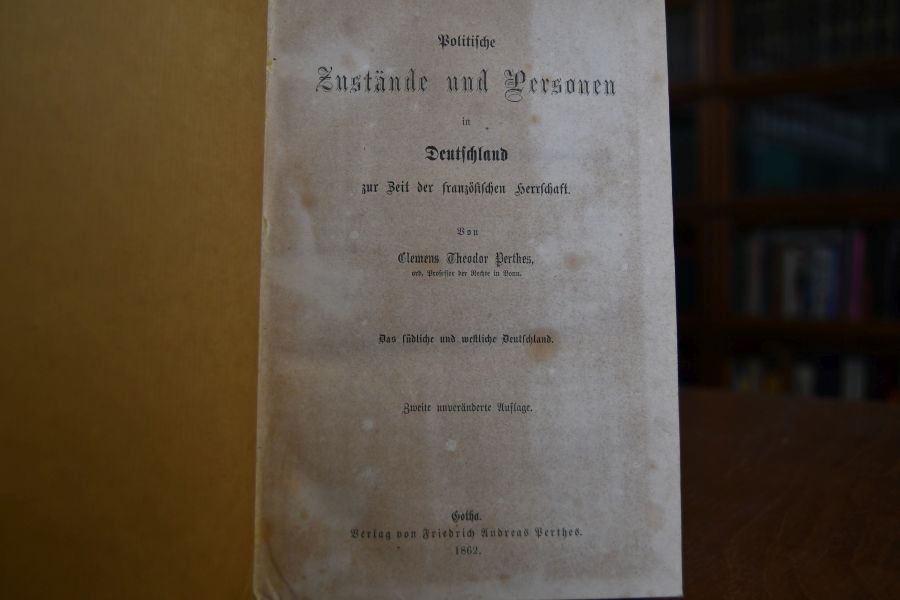 Politische
Zustände und Personen
in
Deutschland
zur Zeit der französischen Herrschaft.
Von
Clemens Theodor Perthes,
ord. Professor der Rechte in Bonn.
Das südliche und westliche Deutschland.
Zweite unveränderte Auflage.
Gotha.
Verlag von Friedrich Andreas Perthes.
1862.